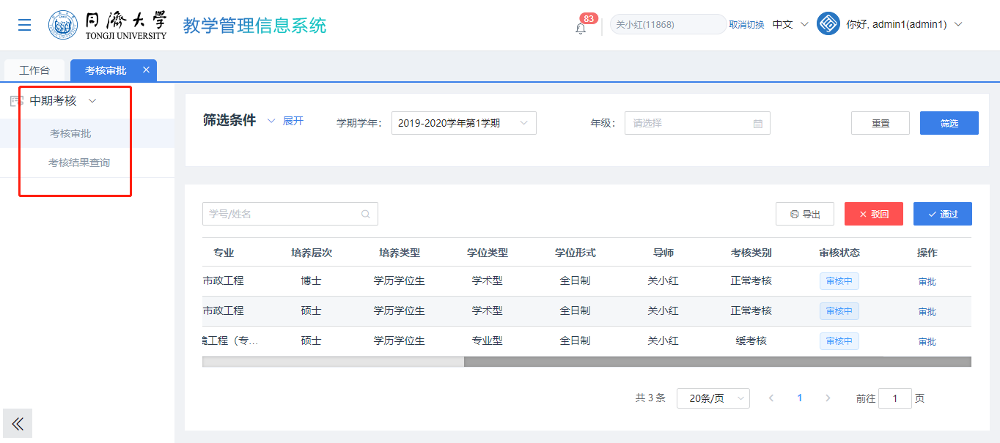 同濟大学
TONGJI UNIVERSITY
教学管理信息系统
83
关小红(11868)
取消切换 中文
你好, admin1(admin1)
工作台 考核审批 ×
中期考核
考核审批
考核结果查询
筛选条件 展开 学期学年： 2019-2020学年第1学期 年级： 请选择 重置 筛选
学号/姓名 导出 驳回 通过
专业 培养层次 培养类型 学位类型 学位形式 导师 考核类别 审核状态 操作
市政工程 博士 学历学位生 学术型 全日制 关小红 正常考核 审核中 审批
市政工程 硕士 学历学位生 学术型 全日制 关小红 正常考核 审核中 审批
工程（专... 硕士 学历学位生 专业型 全日制 关小红 缓考核 审核中 审批
共 3 条 20条/页 1 前往 1 页